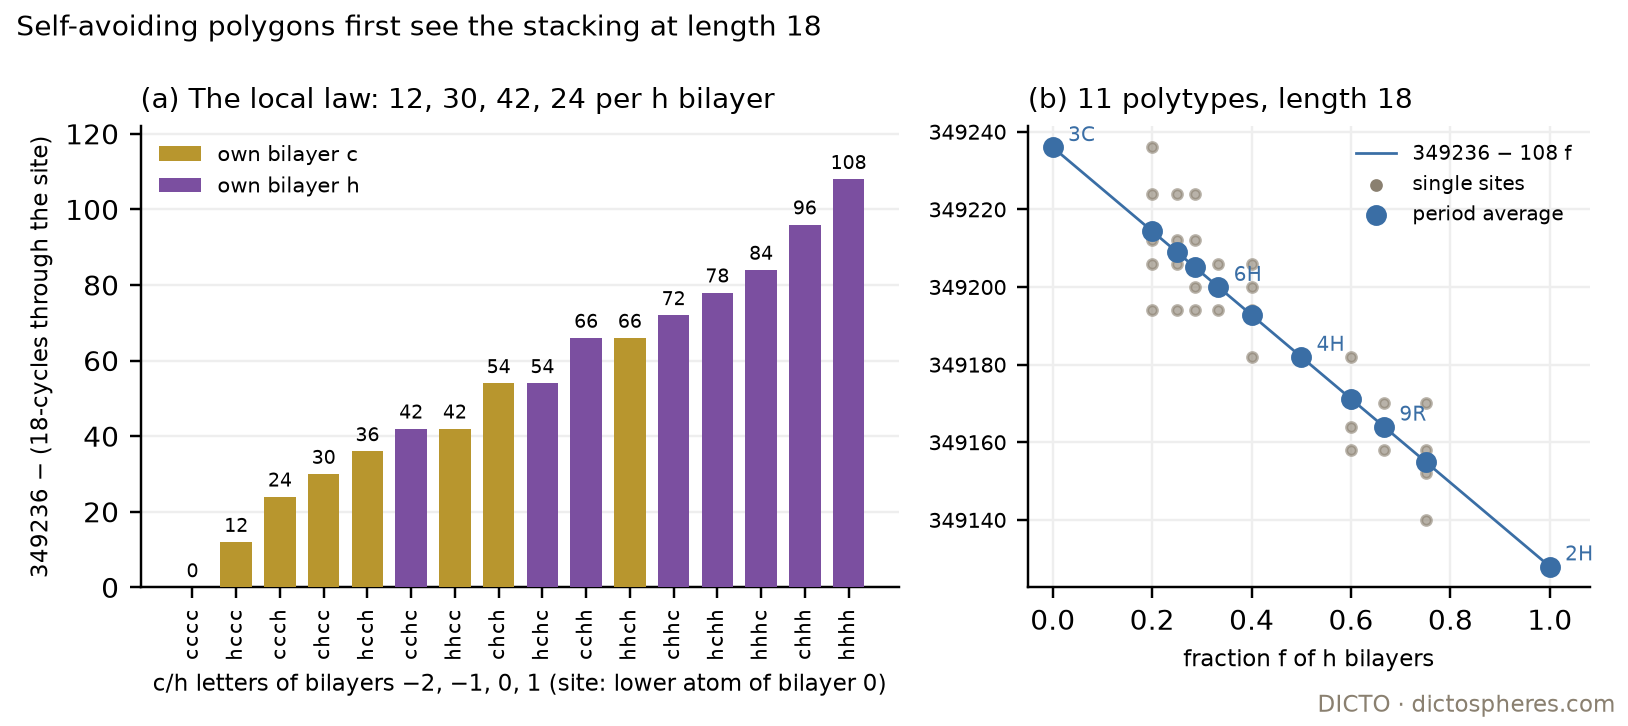 Self-avoiding polygons first see the stacking at length 18
(a) The local law: 12, 30, 42, 24 per h bilayer
349236 − (18-cycles through the site)
120
100
80
60
40
20
0
own bilayer c
own bilayer h
0
12
24
30
36
42
42
54
54
66
66
72
78
84
96
108
cccc
hccc
ccch
chcc
hcch
cchc
hhcc
chch
hchc
cchh
hhch
chhc
hchh
hhhc
chhh
hhhh
c/h letters of bilayers −2, −1, 0, 1 (site: lower atom of bilayer 0)
(b) 11 polytypes, length 18
349240
349220
349200
349180
349160
349140
3C
6H
4H
9R
2H
349236 − 108 f
single sites
period average
0.0
0.2
0.4
0.6
0.8
1.0
fraction f of h bilayers
DICTO · dictospheres.com